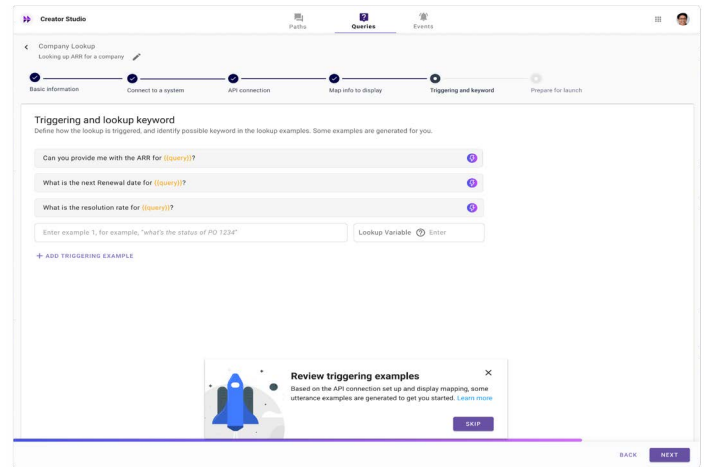 Creator Studio
Paths
Queries
Events
Company Lookup
Looking up ARR for a company
Basic information
Connect to a system
API connection
Map info to display
Triggering and keyword
Prepare for launch
Triggering and lookup keyword
Define how the lookup is triggered, and identify possible keyword in the lookup examples. Some examples are generated for you.
Can you provide me with the ARR for {{query}}?
What is the next Renewal date for {{query}}?
What is the resolution rate for {{query}}?
Enter example 1, for example, "what's the status of PO 1234"
Lookup Variable ? Enter
+ ADD TRIGGERING EXAMPLE
Review triggering examples
Based on the API connection set up and display mapping, some
utterance examples are generated to get you started. Learn more
SKIP
BACK
NEXT